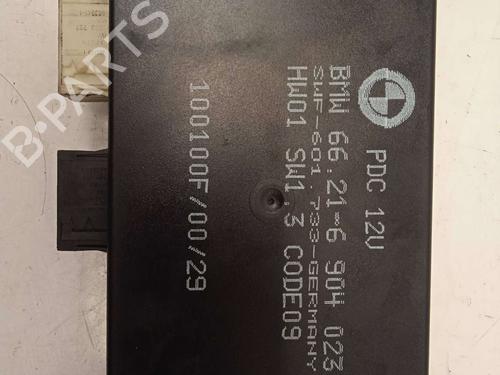 PDC 12V
BMW 66.21-6 904 023
SWF-601.733-GERMANY
HW01 SW1.3 CODE09
100100F/00/29
B-PARTS